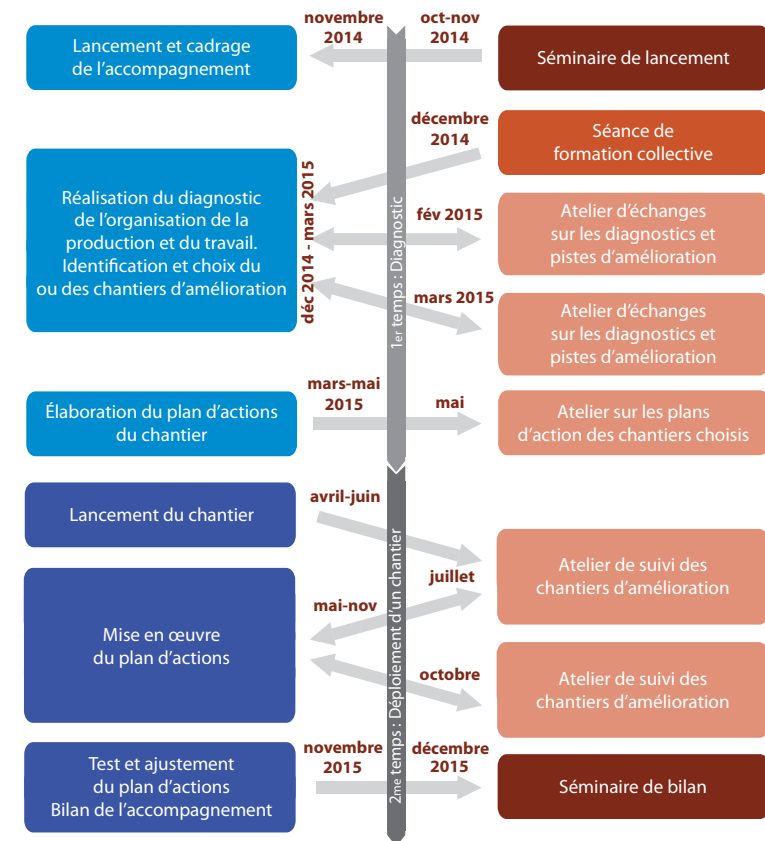 novembre
2014
oct-nov
2014
Lancement et cadrage
de l'accompagnement
Séminaire de lancement
décembre
2014
Séance de
formation collective
Réalisation du diagnostic
de l'organisation de la
production et du travail.
Identification et choix du
ou des chantiers d'amélioration
déc 2014 - mars 2015
1er temps : Diagnostic
fév 2015
Atelier d'échanges
sur les diagnostics et
pistes d'amélioration
mars 2015
Atelier d'échanges
sur les diagnostics et
pistes d'amélioration
mars-mai
2015
mai
Élaboration du plan d'actions
du chantier
Atelier sur les plans
d'action des chantiers choisis
avril-juin
Lancement du chantier
2me temps : Déploiement d'un chantier
juillet
Atelier de suivi des
chantiers d'amélioration
mai-nov
Mise en œuvre
du plan d'actions
octobre
Atelier de suivi des
chantiers d'amélioration
novembre
2015
décembre
2015
Test et ajustement
du plan d'actions
Bilan de l'accompagnement
Séminaire de bilan